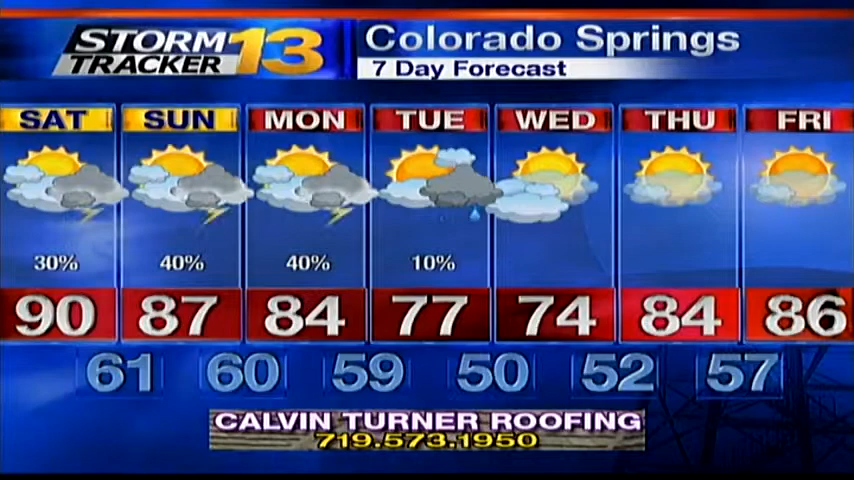 STORM TRACKER 13
Colorado Springs
7 Day Forecast
SAT SUN MON TUE WED THU FRI
30% 40% 40% 10%
90 87 84 77 74 84 86
61 60 59 50 52 57
CALVIN TURNER ROOFING
719.573.1950